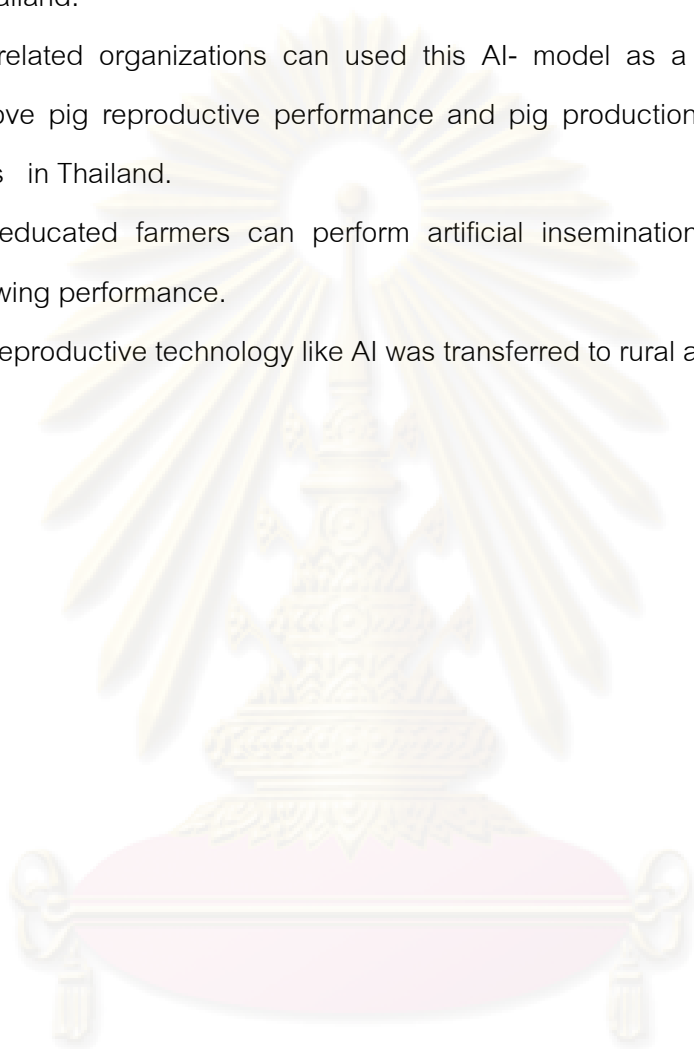 ailand.
related organizations can used this AI- model as a
ove pig reproductive performance and pig production
s in Thailand.
educated farmers can perform artificial insemination
wing performance.
eproductive technology like AI was transferred to rural a